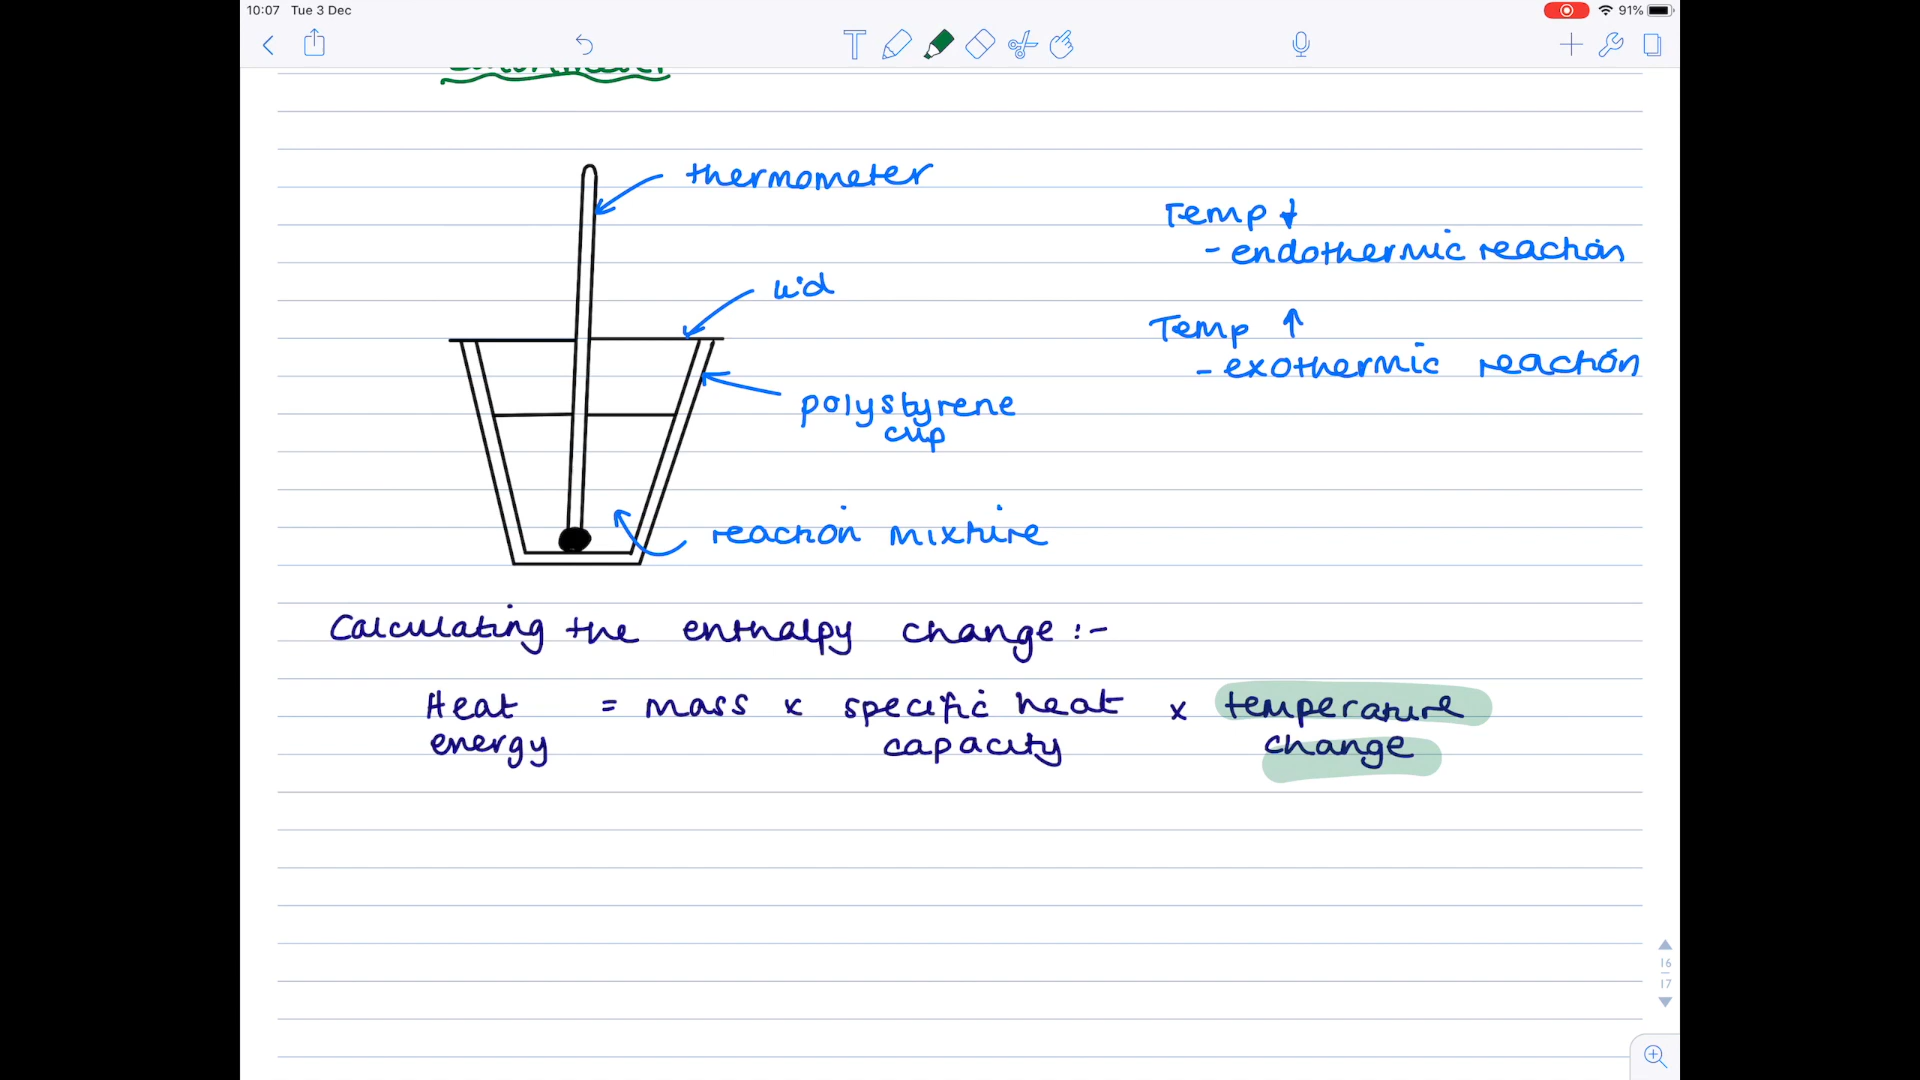 10:07 Tue 3 Dec
91%
T
thermometer
Temp ↓
- endothermic reaction
lid
Temp ↑
- exothermic reaction
polystyrene
cup
reaction mixture
Calculating the enthalpy change :-
Heat = mass x specific heat x temperature
energy capacity change
16
17